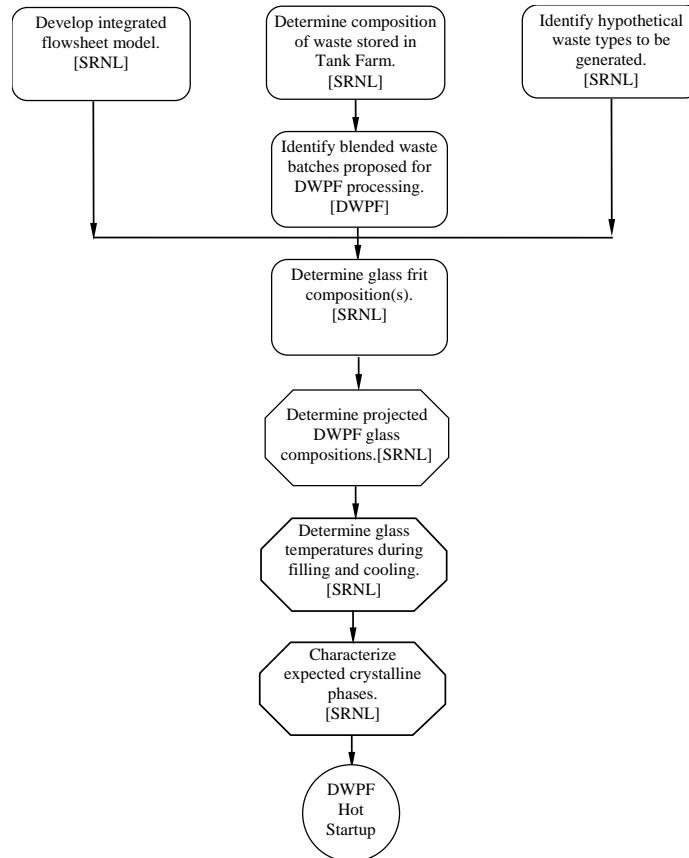 Develop integrated
flowsheet model.
[SRNL]
Determine composition
of waste stored in
Tank Farm.
[SRNL]
Identify hypothetical
waste types to be
generated.
[SRNL]
Identify blended waste
batches proposed for
DWPF processing.
[DWPF]
Determine glass frit
composition(s).
[SRNL]
Determine projected
DWPF glass
compositions.[SRNL]
Determine glass
temperatures during
filling and cooling.
[SRNL]
Characterize
expected crystalline
phases.
[SRNL]
DWPF
Hot
Startup